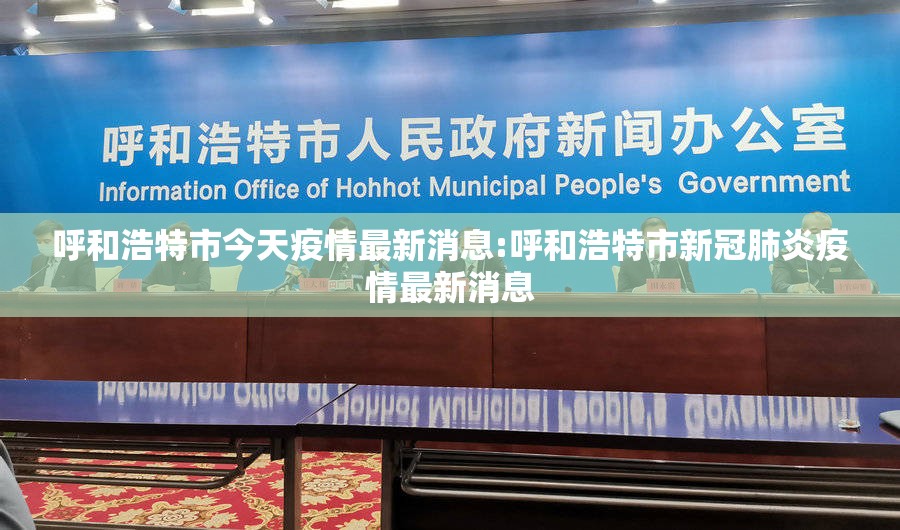 呼和浩特市人民政府新闻办公室
Information Office of Hohhot Municipal People's Government
呼和浩特市今天疫情最新消息:呼和浩特市新冠肺炎疫
情最新消息